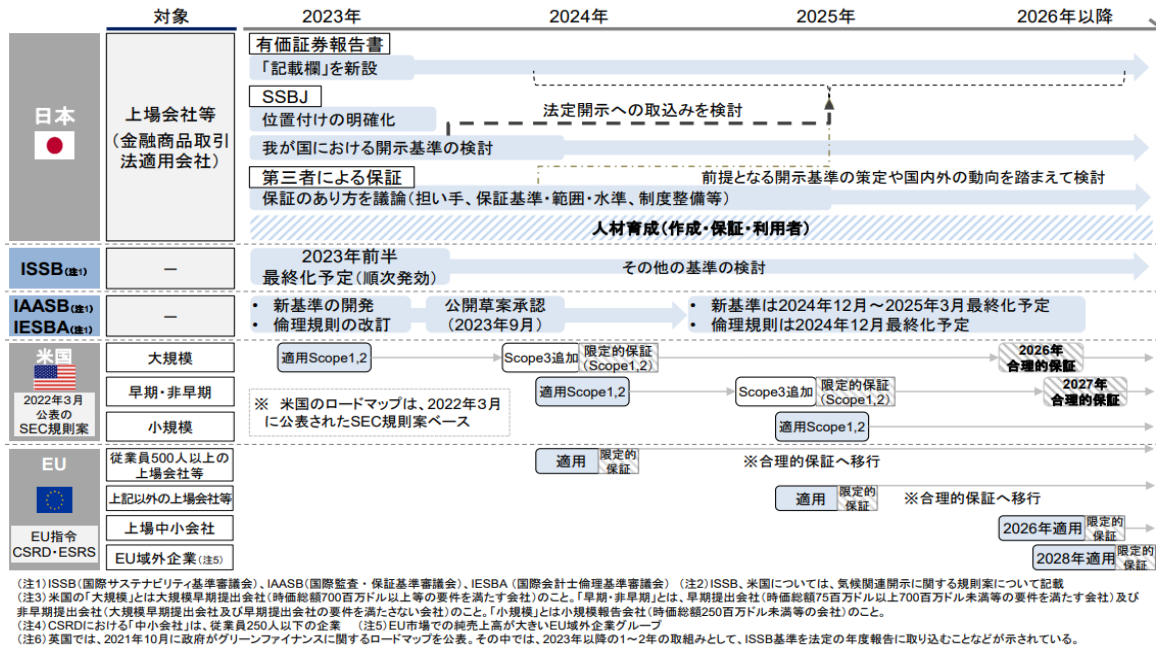 対象
2023年
2024年
2025年
2026年以降
日本
上場会社等
(金融商品取引
法適用会社)
有価証券報告書
「記載欄」を新設
SSBJ
位置付けの明確化
法定開示への取込みを検討
我が国における開示基準の検討
第三者による保証
前提となる開示基準の策定や国内外の動向を踏まえて検討
保証のあり方を議論(担い手、保証基準・範囲・水準、制度整備等)
人材育成(作成・保証・利用者)
ISSB(注1)
―
2023年前半
最終化予定(順次発効)
その他の基準の検討
IAASB(注1)
IESBA(注1)
―
• 新基準の開発
• 倫理規則の改訂
公開草案承認
(2023年9月)
• 新基準は2024年12月～2025年3月最終化予定
• 倫理規則は2024年12月最終化予定
米国
2022年3月
公表の
SEC規則案
大規模
適用Scope1,2
Scope3追加
限定的保証
(Scope1,2)
2026年
合理的保証
早期・非早期
適用Scope1,2
Scope3追加
限定的保証
(Scope1,2)
2027年
合理的保証
※ 米国のロードマップは、2022年3月
に公表されたSEC規則案ベース
小規模
適用Scope1,2
EU
EU指令
CSRD・ESRS
従業員500人以上の
上場会社等
適用
限定的
保証
※合理的保証へ移行
上記以外の上場会社等
適用
限定的
保証
※合理的保証へ移行
上場中小会社
2026年適用
限定的
保証
EU域外企業(注5)
2028年適用
限定的
保証
(注1)ISSB(国際サステナビリティ基準審議会)、IAASB(国際監査・保証基準審議会)、IESBA (国際会計士倫理基準審議会) (注2)ISSB、米国については、気候関連開示に関する規則案について記載
(注3)米国の「大規模」とは大規模早期提出会社(時価総額700百万ドル以上等の要件を満たす会社)のこと。「早期・非早期」とは、早期提出会社(時価総額75百万ドル以上700百万ドル未満等の要件を満たす会社)及び
非早期提出会社(大規模早期提出会社及び早期提出会社の要件を満たさない会社)のこと。「小規模」とは小規模報告会社(時価総額250百万ドル未満等の会社)のこと。
(注4)CSRDにおける「中小会社」は、従業員250人以下の企業 (注5)EU市場での純売上高が大きいEU域外企業グループ
(注6)英国では、2021年10月に政府がグリーンファイナンスに関するロードマップを公表。その中では、2023年以降の1～2年の取組みとして、ISSB基準を法定の年度報告に取り込むことなどが示されている。